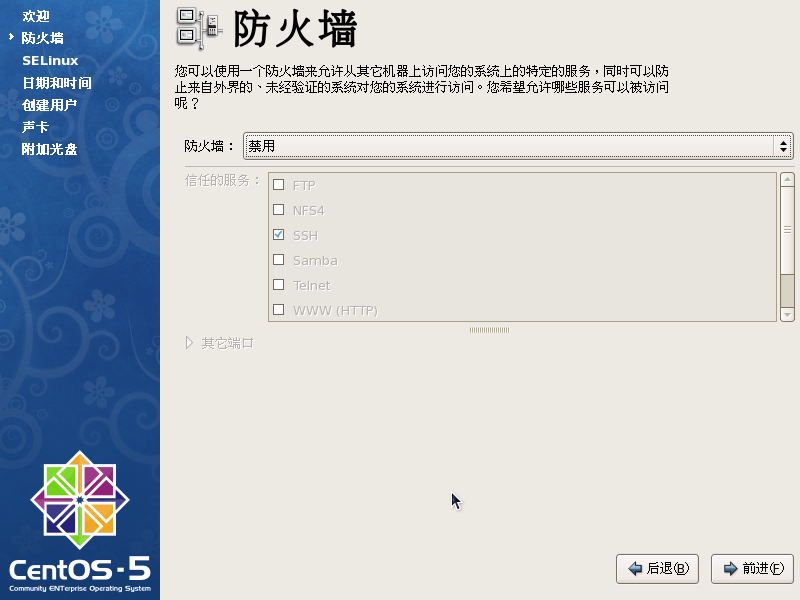 欢迎
防火墙
SELinux
日期和时间
创建用户
声卡
附加光盘
防火墙
您可以使用一个防火墙来允许从其它机器上访问您的系统上的特定的服务，同时可以防
止来自外界的、未经验证的系统对您的系统进行访问。您希望允许哪些服务可以被访问
呢？
防火墙： 禁用
信任的服务： FTP
NFS4
SSH
Samba
Telnet
WWW (HTTP)
其它端口
CentOS-5
Community ENTerprise Operating System
后退(B) 前进(F)